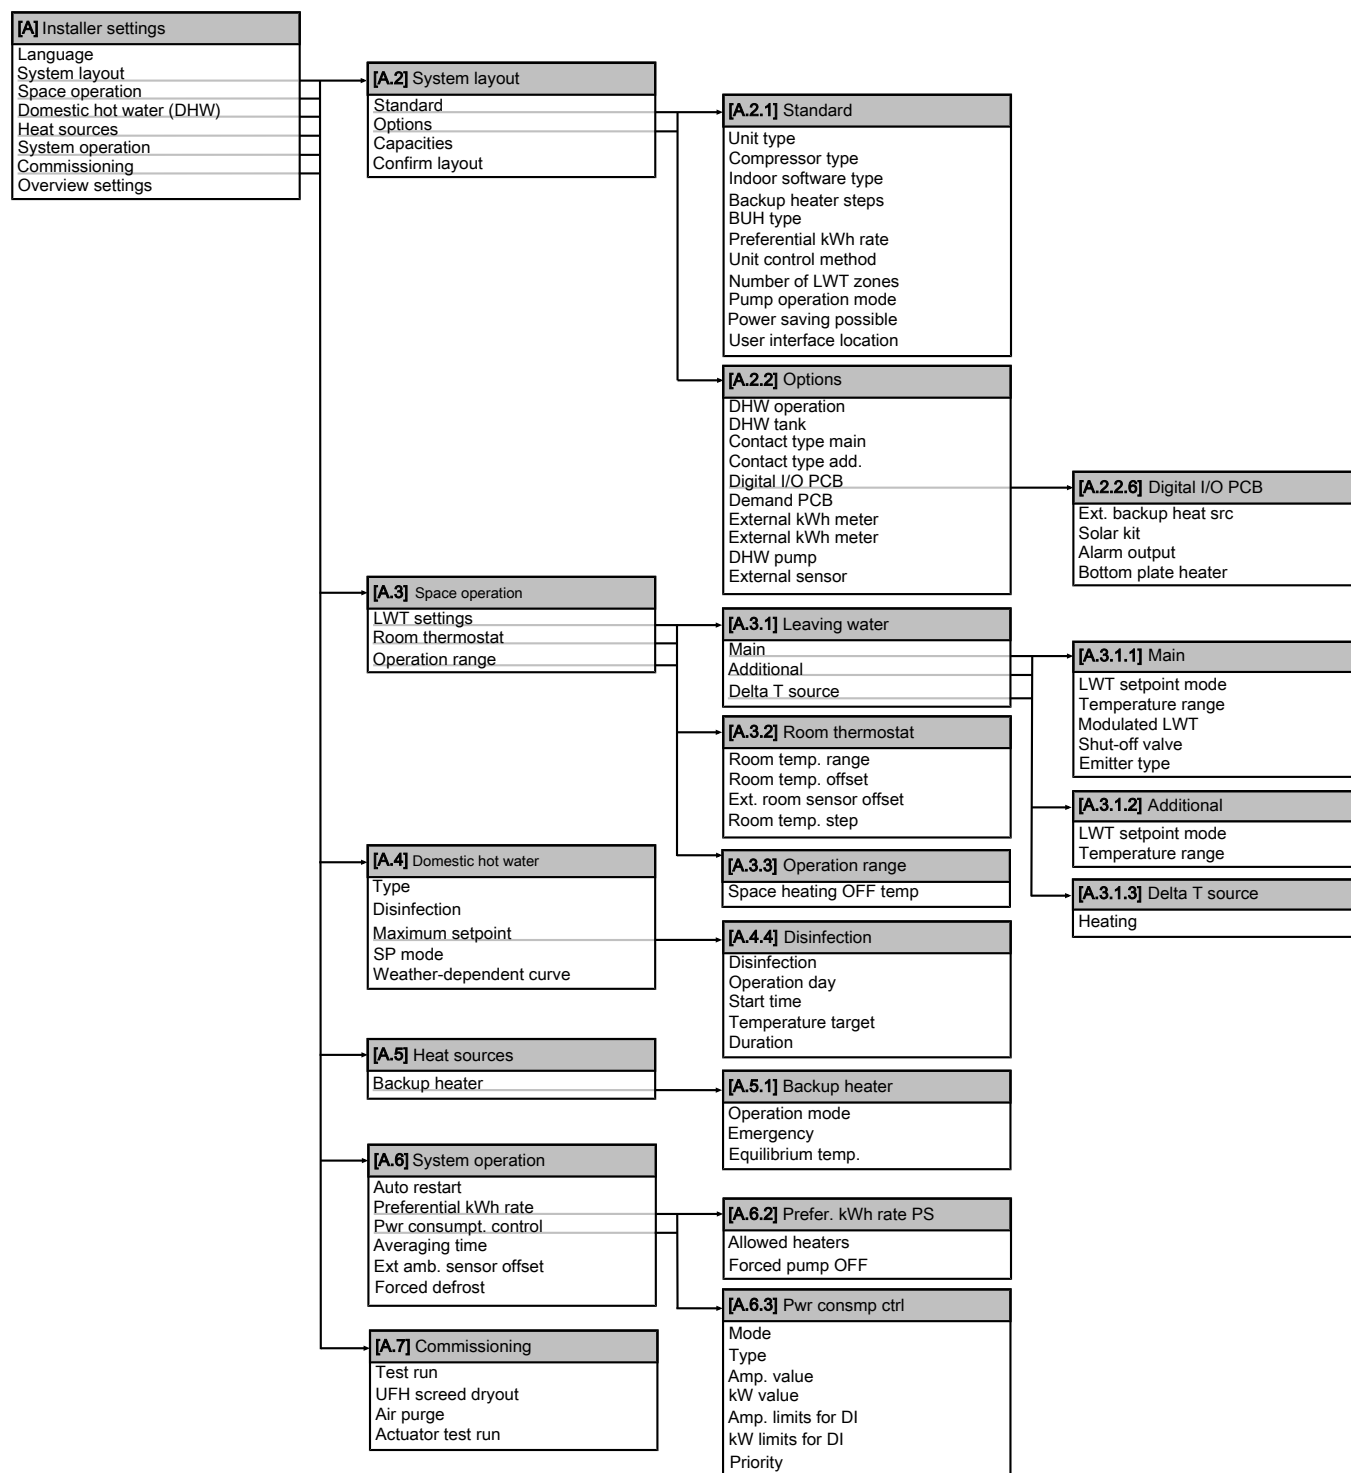 [A] Installer settings
Language
System layout
Space operation
Domestic hot water (DHW)
Heat sources
System operation
Commissioning
Overview settings
[A.2] System layout
Standard
Options
Capacities
Confirm layout
[A.2.1] Standard
Unit type
Compressor type
Indoor software type
Backup heater steps
BUH type
Preferential kWh rate
Unit control method
Number of LWT zones
Pump operation mode
Power saving possible
User interface location
[A.2.2] Options
DHW operation
DHW tank
Contact type main
Contact type add.
Digital I/O PCB
Demand PCB
External kWh meter
External kWh meter
DHW pump
External sensor
[A.2.2.6] Digital I/O PCB
Ext. backup heat src
Solar kit
Alarm output
Bottom plate heater
[A.3] Space operation
LWT settings
Room thermostat
Operation range
[A.3.1] Leaving water
Main
Additional
Delta T source
[A.3.1.1] Main
LWT setpoint mode
Temperature range
Modulated LWT
Shut-off valve
Emitter type
[A.3.1.2] Additional
LWT setpoint mode
Temperature range
[A.3.1.3] Delta T source
Heating
[A.3.2] Room thermostat
Room temp. range
Room temp. offset
Ext. room sensor offset
Room temp. step
[A.3.3] Operation range
Space heating OFF temp
[A.4] Domestic hot water
Type
Disinfection
Maximum setpoint
SP mode
Weather-dependent curve
[A.4.4] Disinfection
Disinfection
Operation day
Start time
Temperature target
Duration
[A.5] Heat sources
Backup heater
[A.5.1] Backup heater
Operation mode
Emergency
Equilibrium temp.
[A.6] System operation
Auto restart
Preferential kWh rate
Pwr consumpt. control
Averaging time
Ext amb. sensor offset
Forced defrost
[A.6.2] Prefer. kWh rate PS
Allowed heaters
Forced pump OFF
[A.6.3] Pwr consmp ctrl
Mode
Type
Amp. value
kW value
Amp. limits for DI
kW limits for DI
Priority
[A.7] Commissioning
Test run
UFH screed dryout
Air purge
Actuator test run